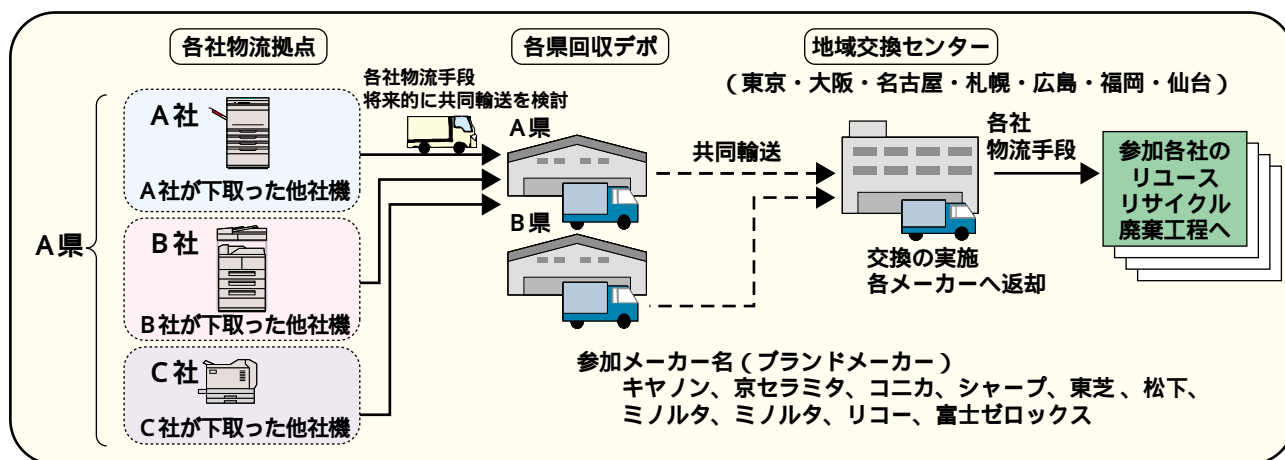 各社物流拠点
各県回収デポ
地域交換センター
（東京・大阪・名古屋・札幌・広島・福岡・仙台）
各社物流手段
将来的に共同輸送を検討
A県
A社
A社が下取った他社機
B社
B社が下取った他社機
C社
C社が下取った他社機
A県
B県
共同輸送
交換の実施
各メーカーへ返却
各社
物流手段
参加各社の
リユース
リサイクル
廃棄工程へ
参加メーカー名（ブランドメーカー）
キヤノン、京セラミタ、コニカ、シャープ、東芝、松下、
ミノルタ、ミノルタ、リコー、富士ゼロックス